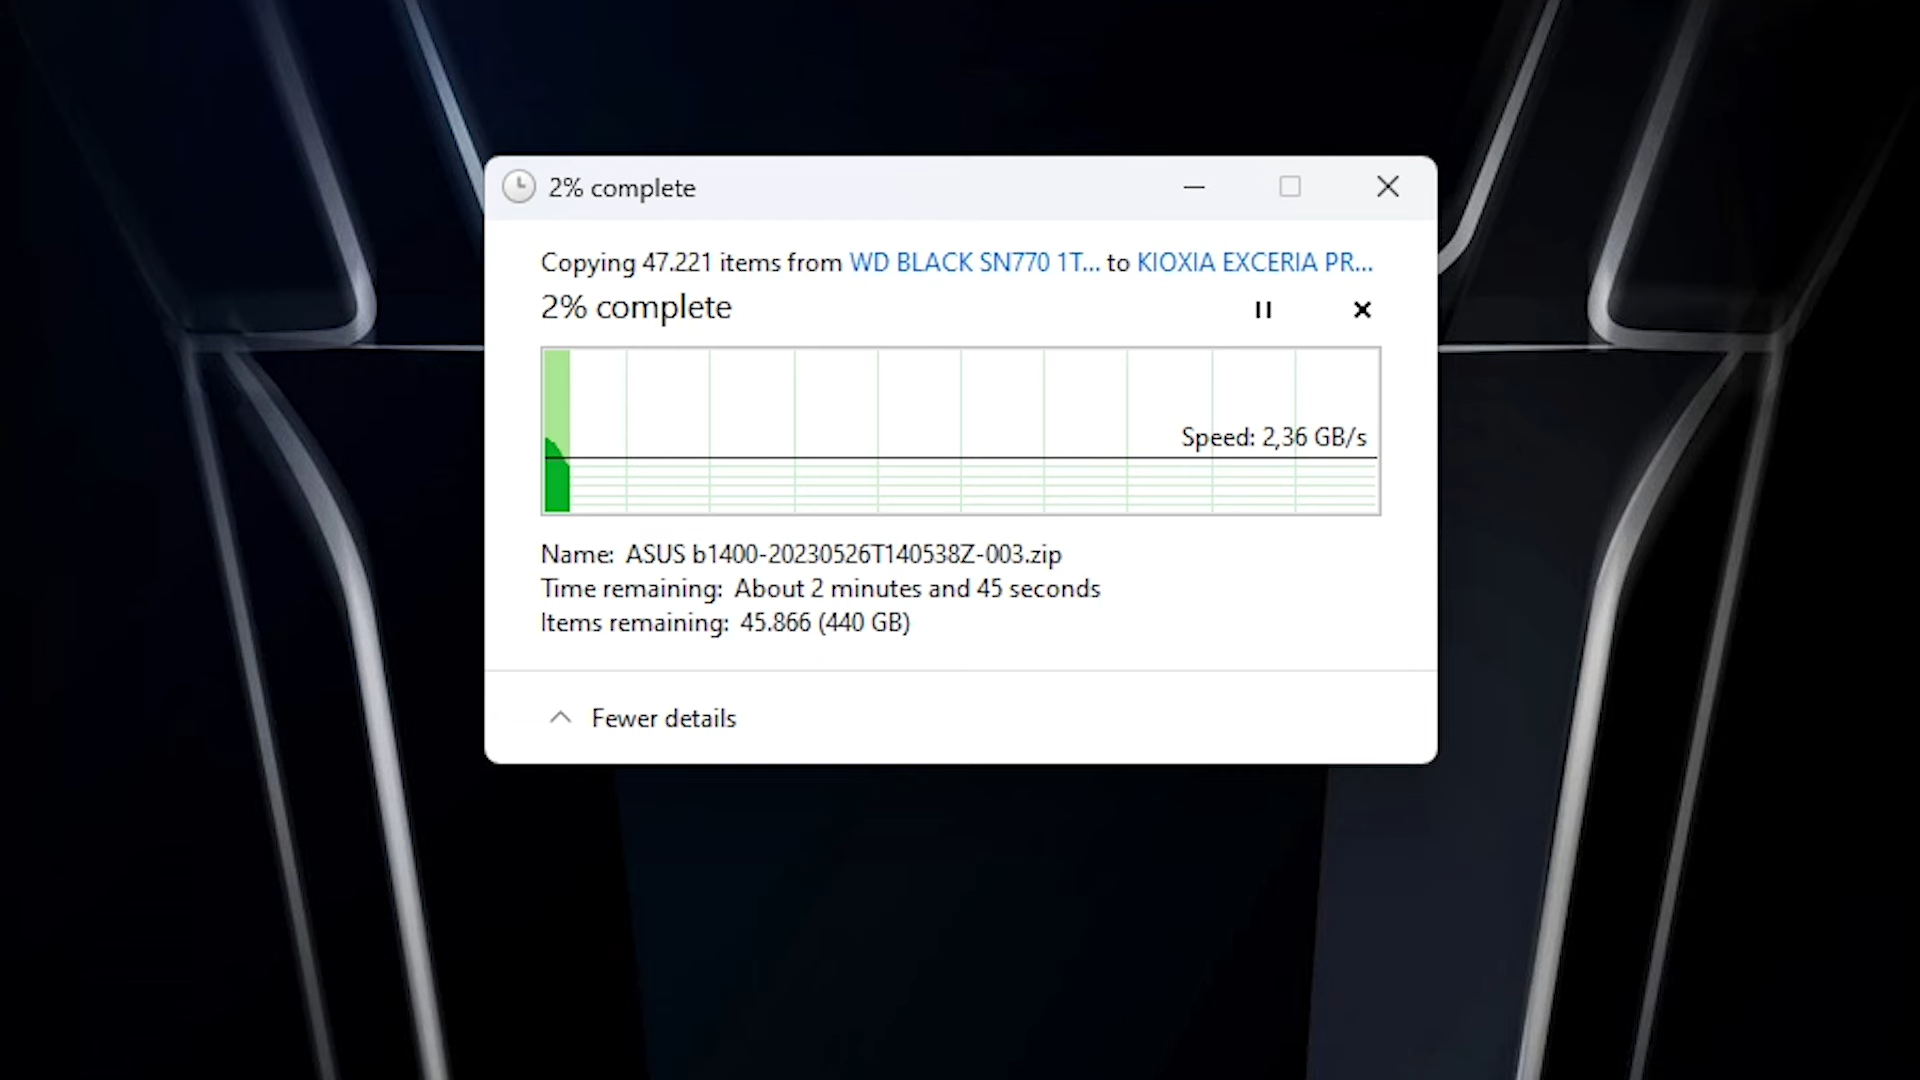 2% complete
Copying 47.221 items from WD BLACK SN770 1T... to KIOXIA EXCERIA PR...
2% complete
Speed: 2,36 GB/s
Name: ASUS b1400-20230526T140538Z-003.zip
Time remaining: About 2 minutes and 45 seconds
Items remaining: 45.866 (440 GB)
Fewer details